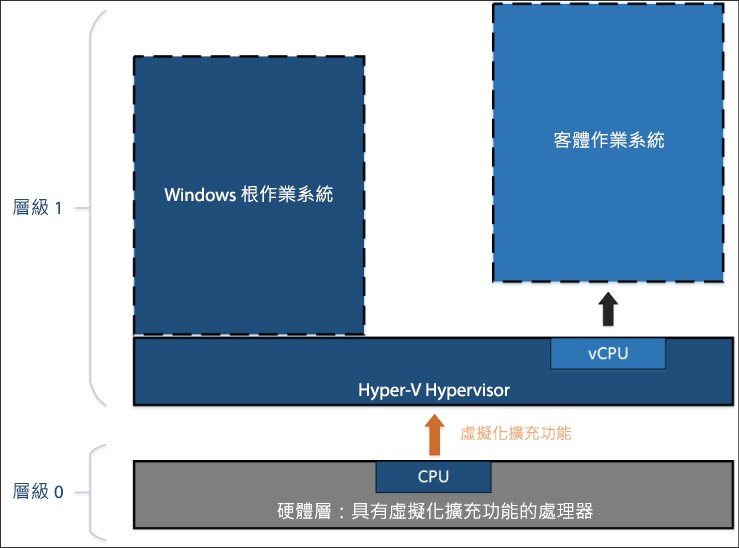 客體作業系統
Windows 根作業系統
層級 1
vCPU
Hyper-V Hypervisor
虛擬化擴充功能
CPU
層級 0
硬體層：具有虛擬化擴充功能的處理器